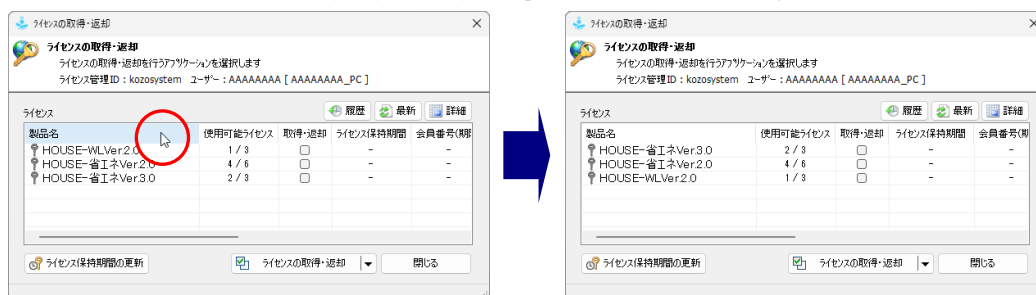 ライセンスの取得・返却
ライセンスの取得・返却
ライセンスの取得・返却を行うアプリケーションを選択します
ライセンス管理ID：kozosystem ユーザー：AAAAAAAA [ AAAAAAAA_PC ]
ライセンス 履歴 最新 詳細
製品名 使用可能ライセンス 取得・返却 ライセンス保持期間 会員番号(期
HOUSE-WLVer2.0 1 / 3 - -
HOUSE-省エネVer.2.0 4 / 6 - -
HOUSE-省エネVer.3.0 2 / 3 - -
ライセンス保持期間の更新 ライセンスの取得・返却 閉じる
ライセンスの取得・返却
ライセンスの取得・返却
ライセンスの取得・返却を行うアプリケーションを選択します
ライセンス管理ID：kozosystem ユーザー：AAAAAAAA [ AAAAAAAA_PC ]
ライセンス 履歴 最新 詳細
製品名 使用可能ライセンス 取得・返却 ライセンス保持期間 会員番号(期
HOUSE-省エネVer.3.0 2 / 3 - -
HOUSE-省エネVer.2.0 4 / 6 - -
HOUSE-WLVer2.0 1 / 3 - -
ライセンス保持期間の更新 ライセンスの取得・返却 閉じる